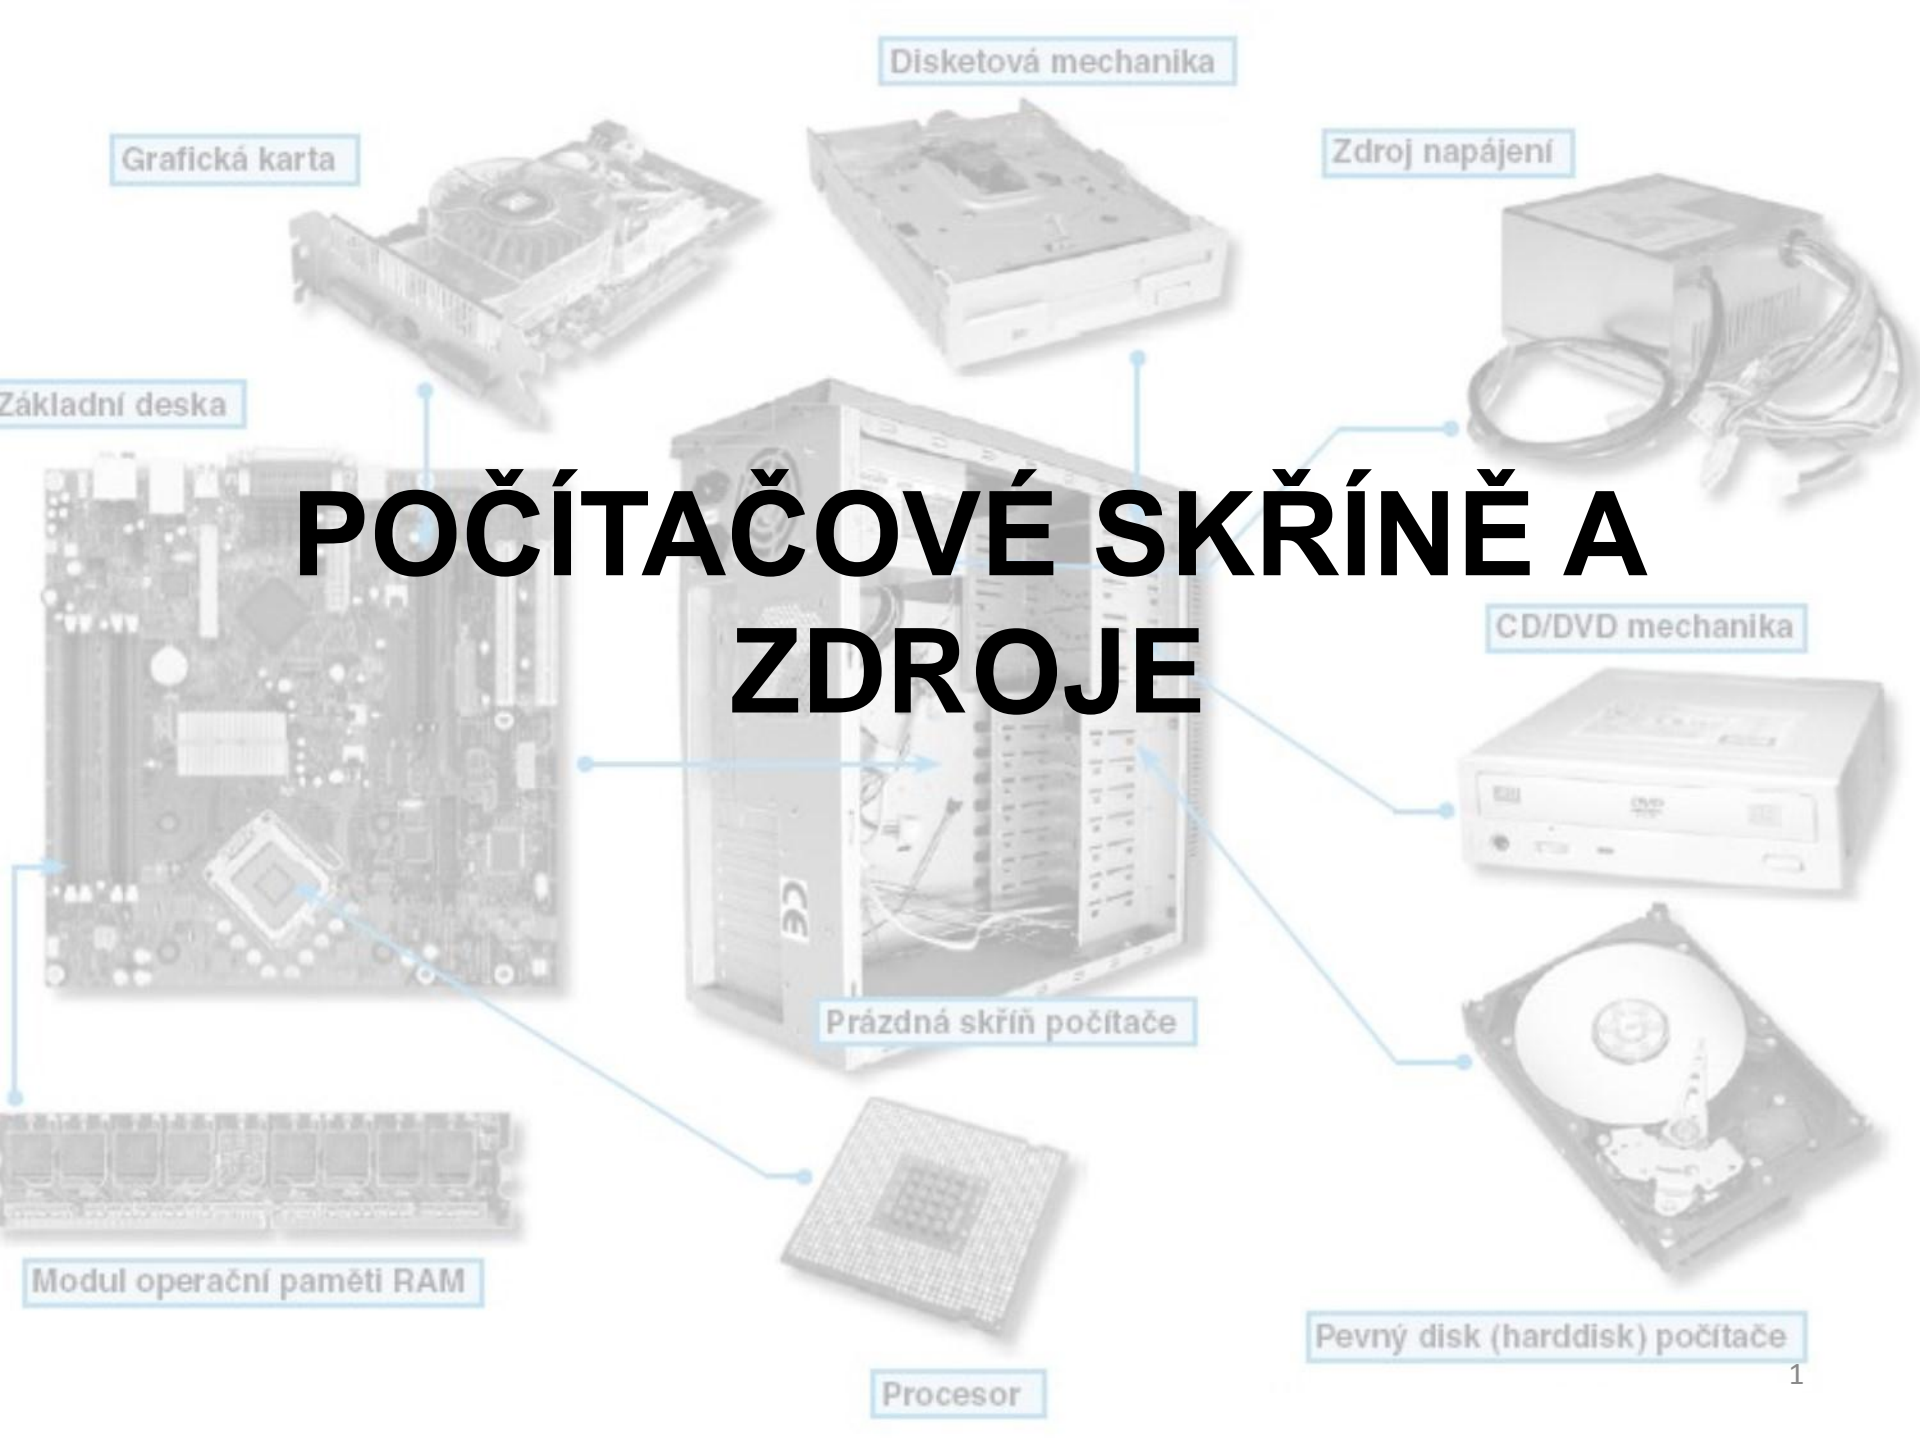 Disketová mechanika
Grafická karta
Zdroj napájení
Základní deska
POČÍTAČOVÉ SKŘÍNĚ A
ZDROJE
CD/DVD mechanika
CE
Prázdná skříň počítače
Modul operační paměti RAM
Pevný disk (harddisk) počítače
1
Procesor